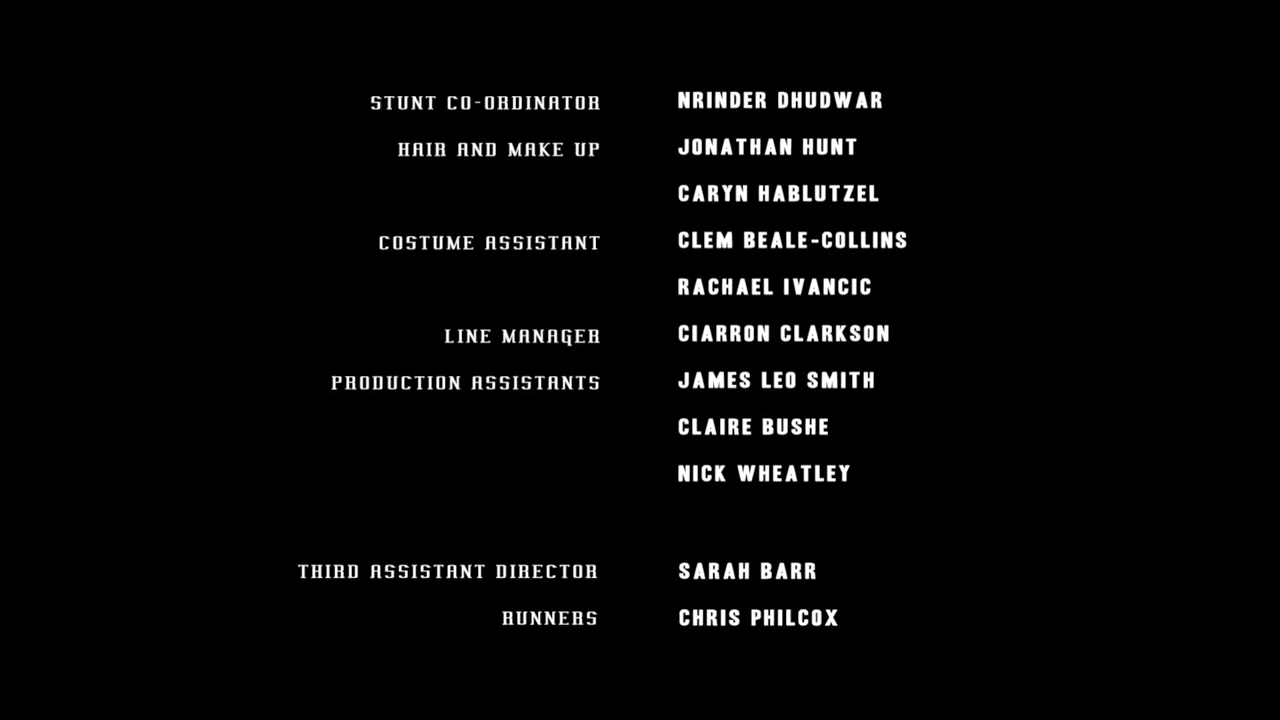 STUNT CO-ORDINATOR NRINDER DHUDWAR
HAIR AND MAKE UP JONATHAN HUNT
CARYN HABLUTZEL
COSTUME ASSISTANT CLEM BEALE-COLLINS
RACHAEL IVANCIC
LINE MANAGER CIARRON CLARKSON
PRODUCTION ASSISTANTS JAMES LEO SMITH
CLAIRE BUSHE
NICK WHEATLEY
THIRD ASSISTANT DIRECTOR SARAH BARR
RUNNERS CHRIS PHILCOX